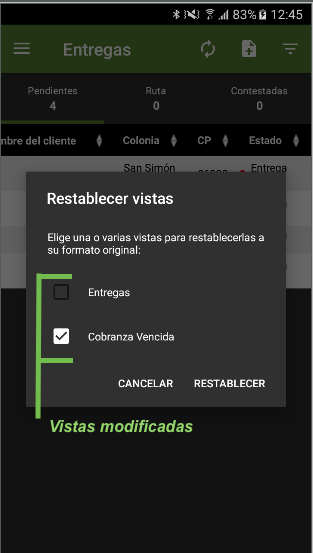 83% 12:45
Entregas
Pendientes Ruta Contestadas
4 0 0
nbre del cliente Colonia CP Estado
San Simón Entrega
Restablecer vistas
Elige una o varias vistas para restablecerlas a
su formato original:
Entregas
Cobranza Vencida
CANCELAR RESTABLECER
Vistas modificadas